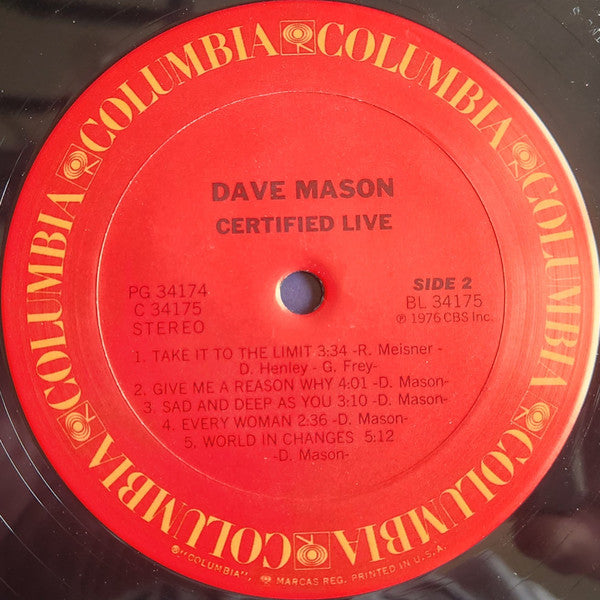 COLUMBIA COLUMBIA COLUMBIA COLUMBIA COLUMBIA COLUMBIA COLUMBIA COLUMBIA
DAVE MASON
CERTIFIED LIVE
PG 34174
C 34175
STEREO
SIDE 2
BL 34175
℗ 1976 CBS Inc.
1. TAKE IT TO THE LIMIT 3:34 -R. Meisner -
D. Henley - G. Frey-
2. GIVE ME A REASON WHY 4:01 -D. Mason-
3. SAD AND DEEP AS YOU 3:10 -D. Mason-
4. EVERY WOMAN 2:36 -D. Mason-
5. WORLD IN CHANGES 5:12
-D. Mason-
"COLUMBIA", MARCAS REG. PRINTED IN U.S.A.